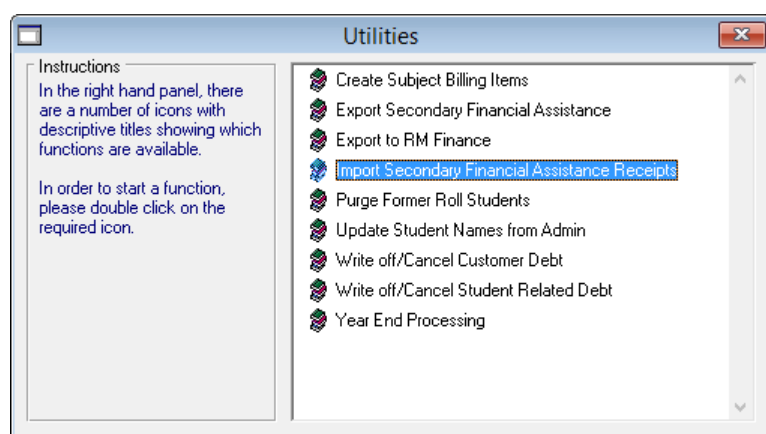 Utilities
Instructions
In the right hand panel, there
are a number of icons with
descriptive titles showing which
functions are available.
In order to start a function,
please double click on the
required icon.
Create Subject Billing Items
Export Secondary Financial Assistance
Export to RM Finance
Import Secondary Financial Assistance Receipts
Purge Former Roll Students
Update Student Names from Admin
Write off/Cancel Customer Debt
Write off/Cancel Student Related Debt
Year End Processing